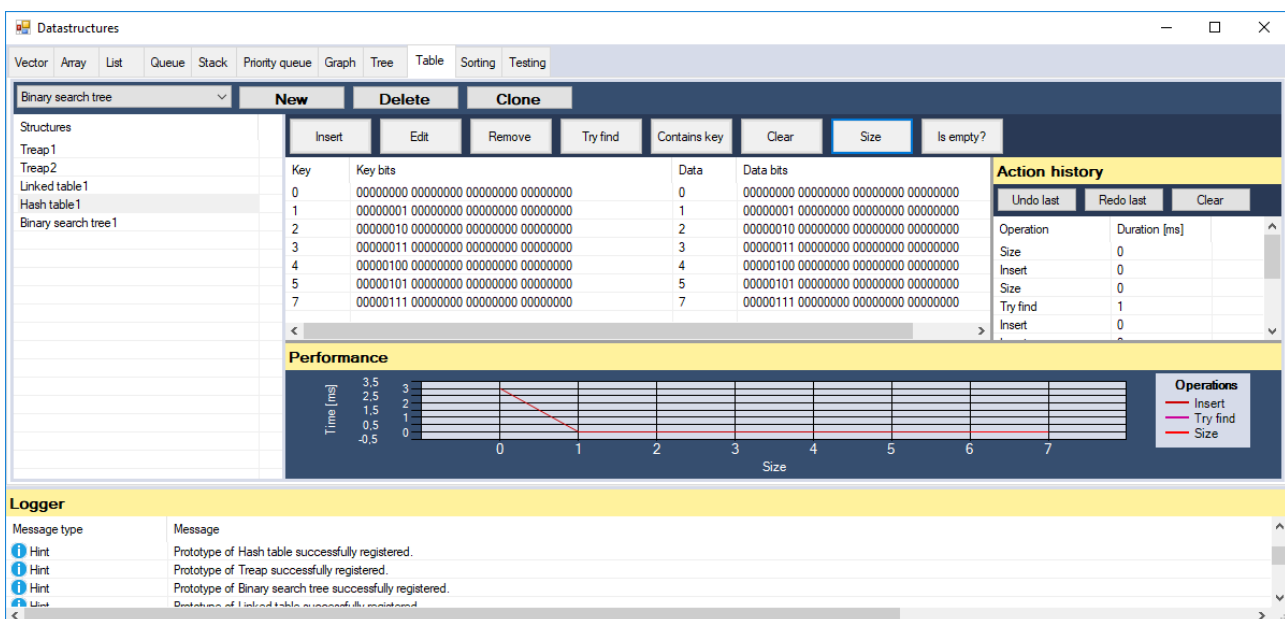 Datastructures
Vector Array List Queue Stack Priority queue Graph Tree Table Sorting Testing
Binary search tree New Delete Clone
Structures
Treap1
Treap2
Linked table1
Hash table1
Binary search tree1
Insert Edit Remove Try find Contains key Clear Size Is empty?
Key Key bits Data Data bits
0 00000000 00000000 00000000 00000000 0 00000000 00000000 00000000 00000000
1 00000001 00000000 00000000 00000000 1 00000001 00000000 00000000 00000000
2 00000010 00000000 00000000 00000000 2 00000010 00000000 00000000 00000000
3 00000011 00000000 00000000 00000000 3 00000011 00000000 00000000 00000000
4 00000100 00000000 00000000 00000000 4 00000100 00000000 00000000 00000000
5 00000101 00000000 00000000 00000000 5 00000101 00000000 00000000 00000000
7 00000111 00000000 00000000 00000000 7 00000111 00000000 00000000 00000000
Action history
Undo last Redo last Clear
Operation Duration [ms]
Size 0
Insert 0
Size 0
Try find 1
Insert 0
Performance
Time [ms]
3,5
2,5
1,5
0,5
-0,5
3
2
1
0
0 1 2 3 4 5 6 7
Size
Operations
Insert
Try find
Size
Logger
Message type Message
Hint Prototype of Hash table successfully registered.
Hint Prototype of Treap successfully registered.
Hint Prototype of Binary search tree successfully registered.
Hint Prototype of Linked table successfully registered.